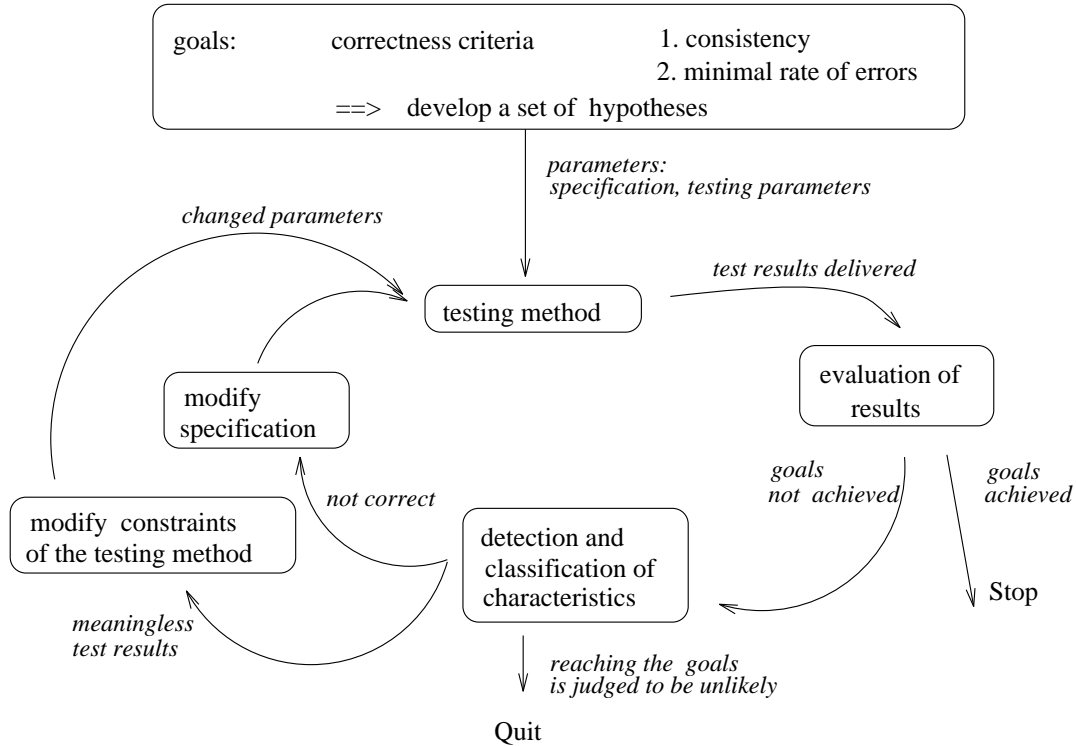 goals: correctness criteria 1. consistency
2. minimal rate of errors
==> develop a set of hypotheses
parameters:
specification, testing parameters
changed parameters
test results delivered
testing method
evaluation of
results
modify
specification
goals
not achieved
goals
achieved
not correct
modify constraints
of the testing method
detection and
classification of
characteristics
Stop
meaningless
test results
reaching the goals
is judged to be unlikely
Quit